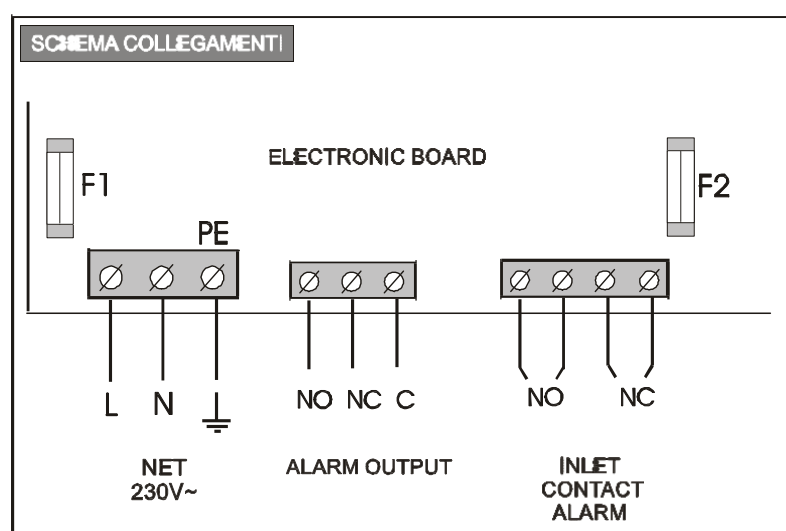 SCHEMA COLLEGAMENTI
ELECTRONIC BOARD
F1
F2
PE
L N
NO NC C
NO NC
NET
230V~
ALARM OUTPUT
INLET
CONTACT
ALARM